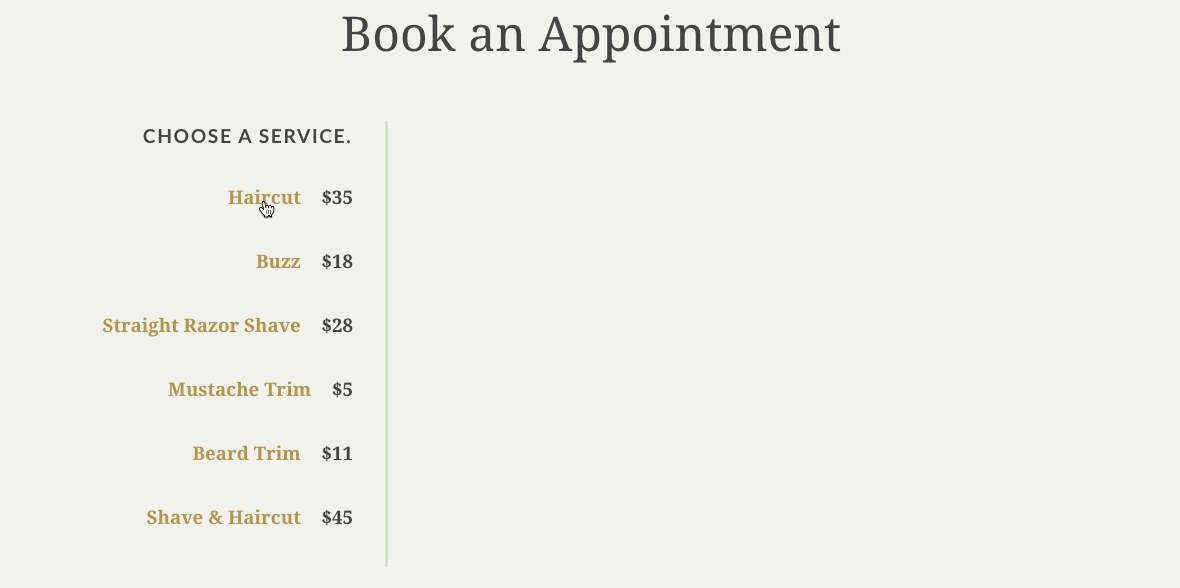 Book an Appointment
CHOOSE A SERVICE.
Haircut $35
Buzz $18
Straight Razor Shave $28
Mustache Trim $5
Beard Trim $11
Shave & Haircut $45